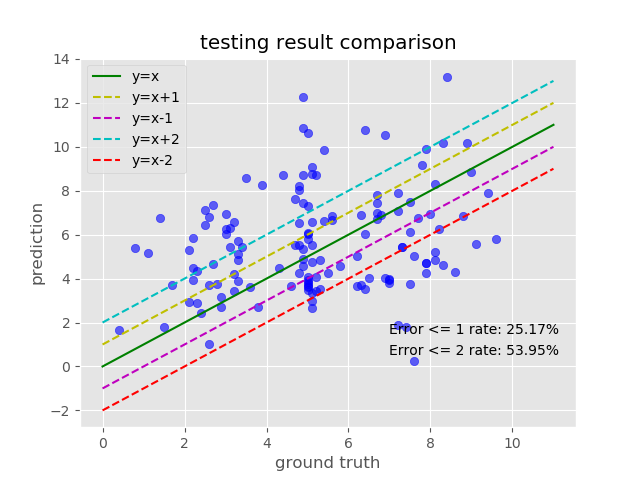 testing result comparison
14
12
10
8
6
4
2
0
−2
prediction
y=x
y=x+1
y=x-1
y=x+2
y=x-2
Error <= 1 rate: 25.17%
Error <= 2 rate: 53.95%
0 2 4 6 8 10
ground truth